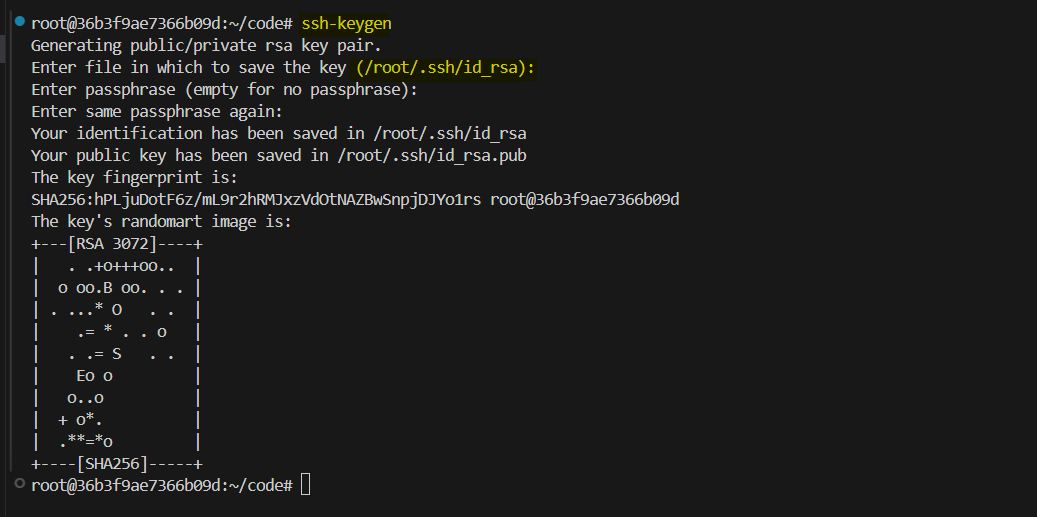 root@36b3f9ae7366b09d:~/code# ssh-keygen
Generating public/private rsa key pair.
Enter file in which to save the key (/root/.ssh/id_rsa):
Enter passphrase (empty for no passphrase):
Enter same passphrase again:
Your identification has been saved in /root/.ssh/id_rsa
Your public key has been saved in /root/.ssh/id_rsa.pub
The key fingerprint is:
SHA256:hPLjuDotF6z/mL9r2hRMJxzVdOtNAZBwSnpjDJYo1rs root@36b3f9ae7366b09d
The key's randomart image is:
+---[RSA 3072]----+
|   . .+o+++oo..  |
|  o oo.B oo. . . |
| . ...* O   . .  |
|    .= * . . o   |
|   . .= S   . .  |
|    Eo o         |
|   o..o          |
|  + o*.          |
|  .**=*o         |
+----[SHA256]-----+
root@36b3f9ae7366b09d:~/code#